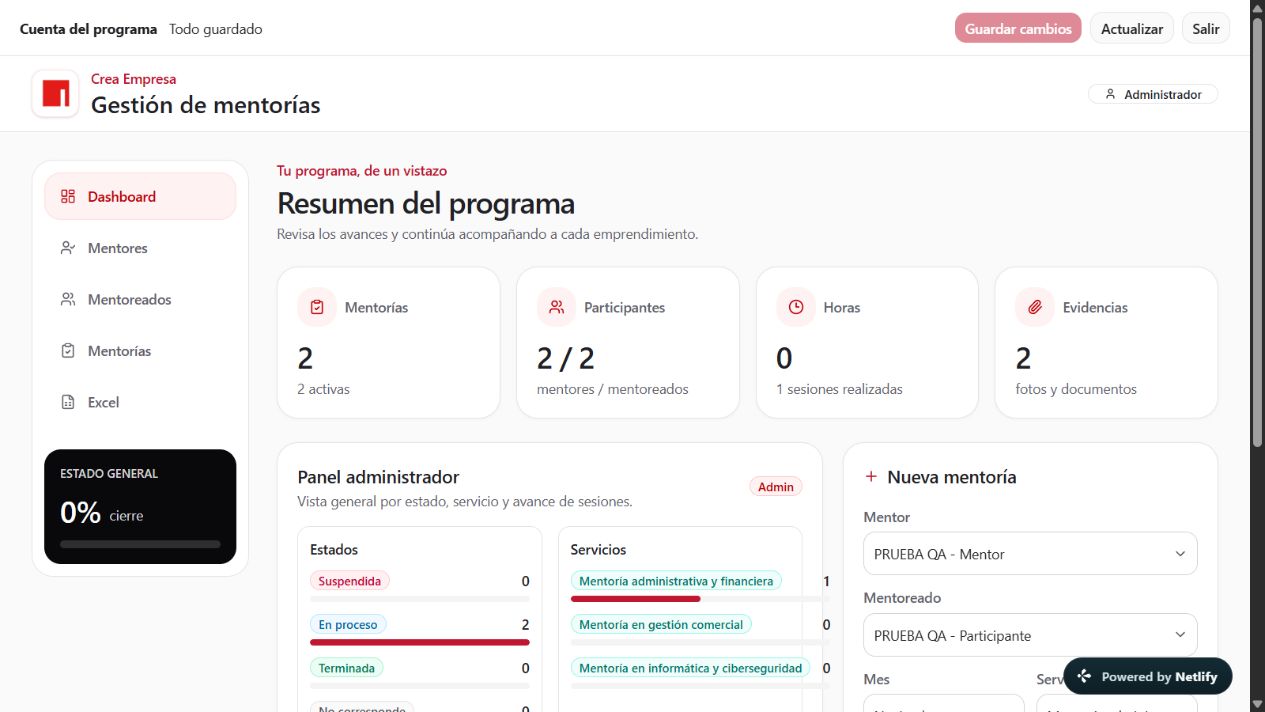 Cuenta del programa Todo guardado
Guardar cambios Actualizar Salir
Crea Empresa
Gestión de mentorías
Administrador
Dashboard
Mentores
Mentoreados
Mentorías
Excel
ESTADO GENERAL
0% cierre
Tu programa, de un vistazo
Resumen del programa
Revisa los avances y continúa acompañando a cada emprendimiento.
Mentorías
2
2 activas
Participantes
2 / 2
mentores / mentoreados
Horas
0
1 sesiones realizadas
Evidencias
2
fotos y documentos
Panel administrador
Vista general por estado, servicio y avance de sesiones.
Admin
Estados
Suspendida 0
En proceso 2
Terminada 0
No corresponde 0
Servicios
Mentoría administrativa y financiera 1
Mentoría en gestión comercial 0
Mentoría en informática y ciberseguridad 0
+ Nueva mentoría
Mentor
PRUEBA QA - Mentor
Mentoreado
PRUEBA QA - Participante
Mes
Powered by Netlify